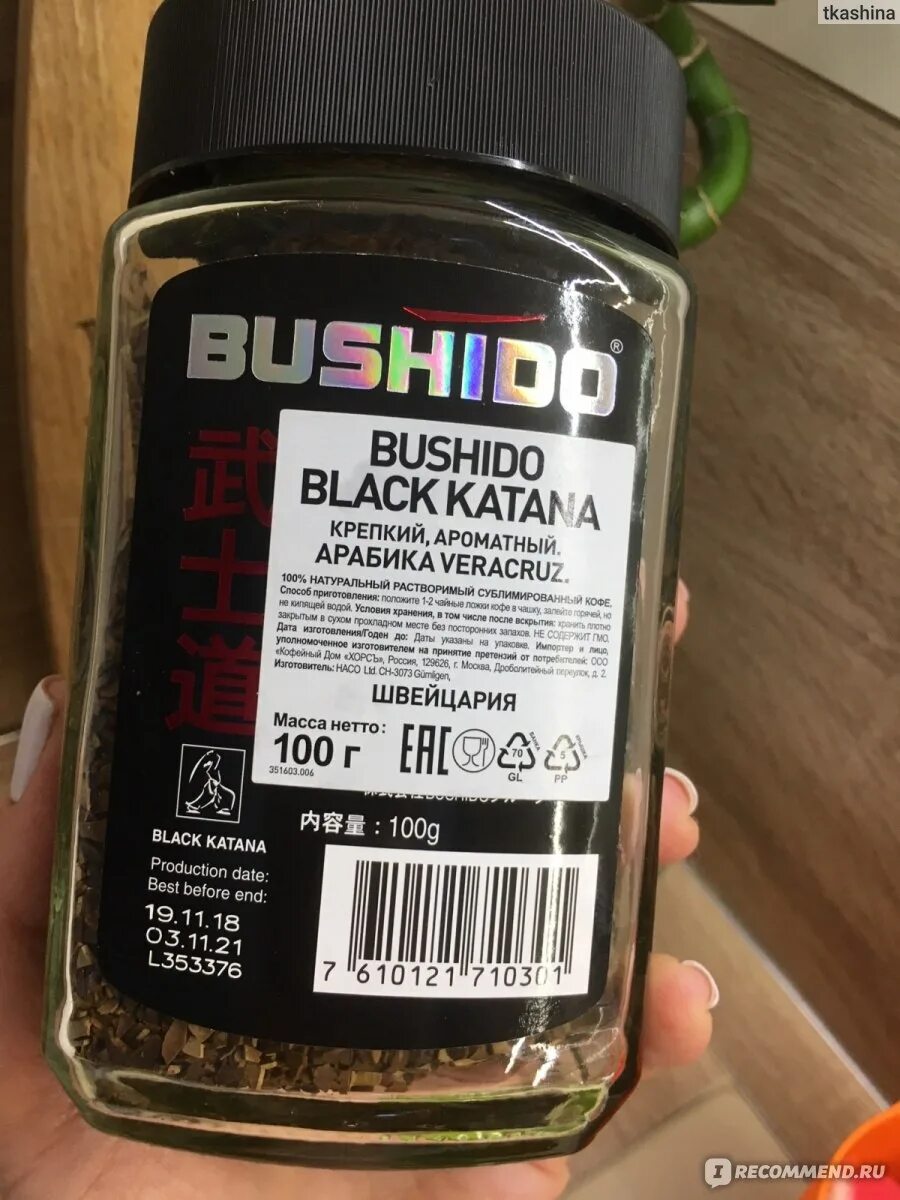 tkashina
BUSHIDO®
武
士
道
BUSHIDO
BLACK KATANA
КРЕПКИЙ, АРОМАТНЫЙ.
АРАБИКА VERACRUZ.
100% НАТУРАЛЬНЫЙ РАСТВОРИМЫЙ СУБЛИМИРОВАННЫЙ КОФЕ.
Способ приготовления: положите 1-2 чайные ложки кофе в чашку, залейте горячей, но
не кипящей водой. Условия хранения, в том числе после вскрытия: хранить плотно
закрытым в сухом прохладном месте без посторонних запахов. НЕ СОДЕРЖИТ ГМО.
Дата изготовления/Годен до: Даты указаны на упаковке. Импортер и лицо,
уполномоченное изготовителем на принятие претензий от потребителей: ООО
«Кофейный Дом «ХОРСЪ», Россия, 129626, г. Москва, Дроболитейный переулок, д. 2.
Изготовитель: HACO Ltd. CH-3073 Gümligen,
ШВЕЙЦАРИЯ
Масса нетто:
100 г
351603.006
EAC
70
GL
БАНКА
5
PP
КРЫШКА
内容量：100g
BLACK KATANA
Production date:
Best before end:
19.11.18
03.11.21
L353376
7 610121 710301
IRECOMMEND.RU